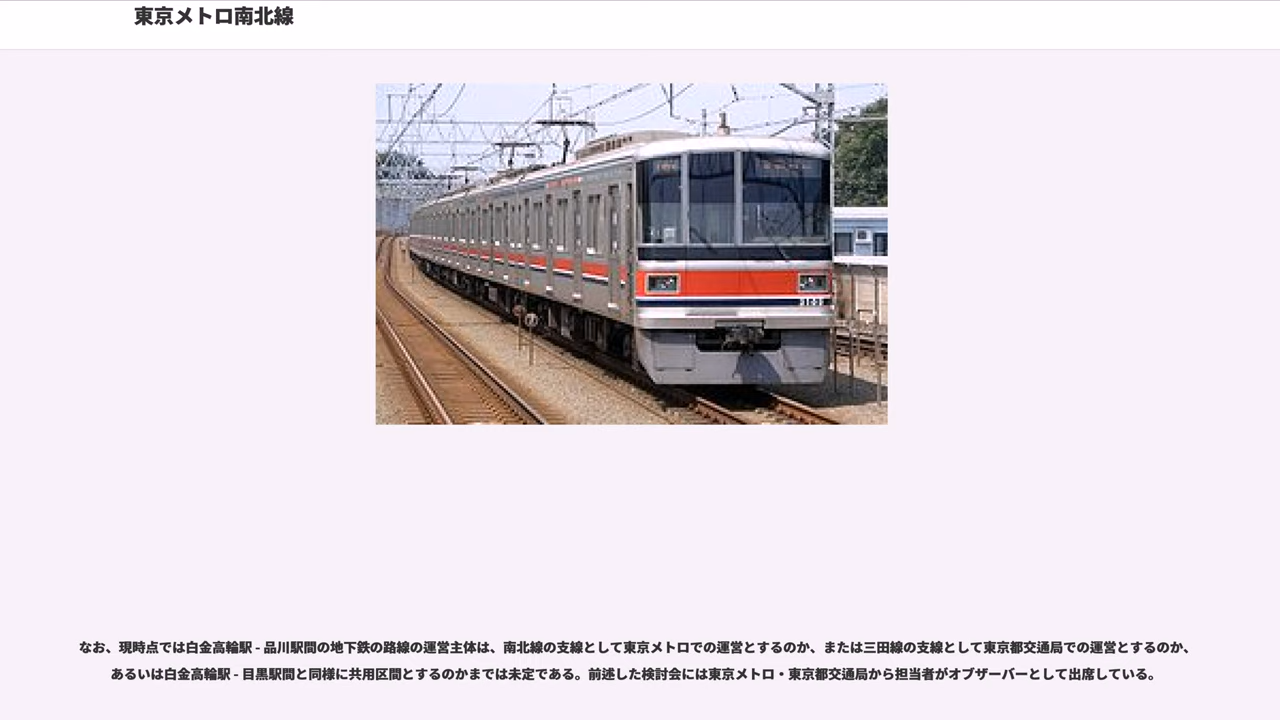 東京メトロ南北線
なお、現時点では白金高輪駅 - 品川駅間の地下鉄の路線の運営主体は、南北線の支線として東京メトロでの運営とするのか、または三田線の支線として東京都交通局での運営とするのか、
あるいは白金高輪駅 - 目黒駅間と同様に共用区間とするのかまでは未定である。前述した検討会には東京メトロ・東京都交通局から担当者がオブザーバーとして出席している。